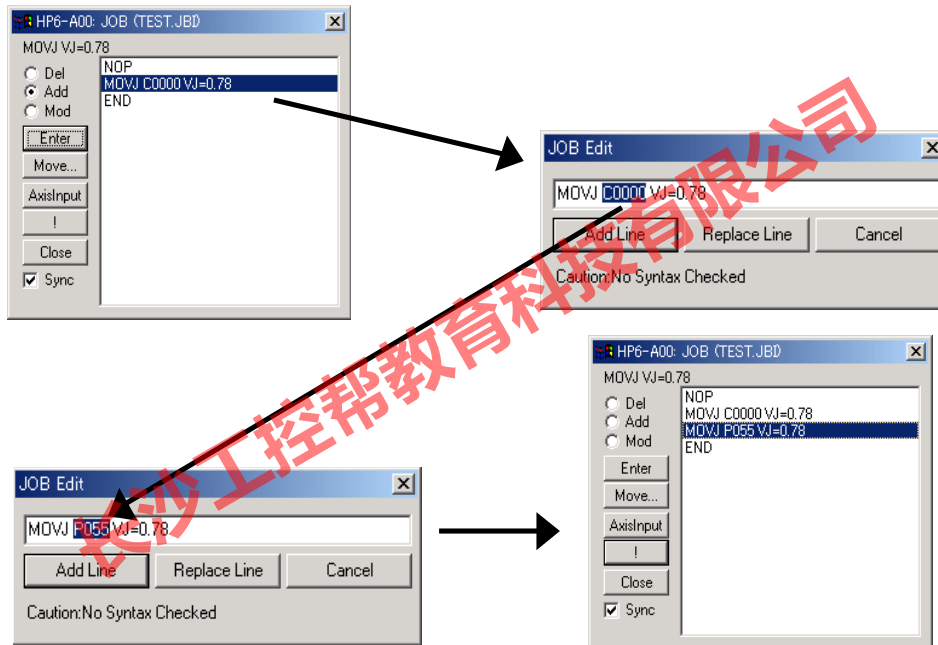 HP6-A00: JOB (TEST.JBI)
MOVJ VJ=0.78
Del
Add
Mod
Enter
Move...
AxisInput
!
Close
Sync
NOP
MOVJ C0000 VJ=0.78
END
JOB Edit
MOVJ C0000 VJ=0.78
Add Line
Replace Line
Cancel
Caution:No Syntax Checked
JOB Edit
MOVJ P055 VJ=0.78
Add Line
Replace Line
Cancel
Caution:No Syntax Checked
HP6-A00: JOB (TEST.JBI)
MOVJ VJ=0.78
Del
Add
Mod
Enter
Move...
AxisInput
!
Close
Sync
NOP
MOVJ C0000 VJ=0.78
MOVJ P055 VJ=0.78
END
长沙工控帮教育科技有限公司